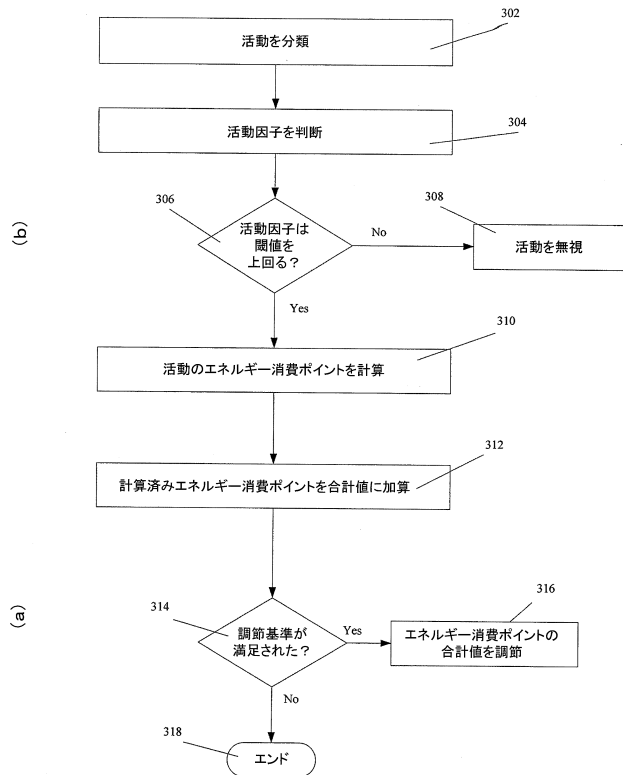 302
活動を分類
304
活動因子を判断
306
活動因子は
閾値を
上回る？
No
308
活動を無視
(b)
Yes
310
活動のエネルギー消費ポイントを計算
312
計算済みエネルギー消費ポイントを合計値に加算
314
調節基準が
満足された？
Yes
316
エネルギー消費ポイントの
合計値を調節
(a)
No
318
エンド